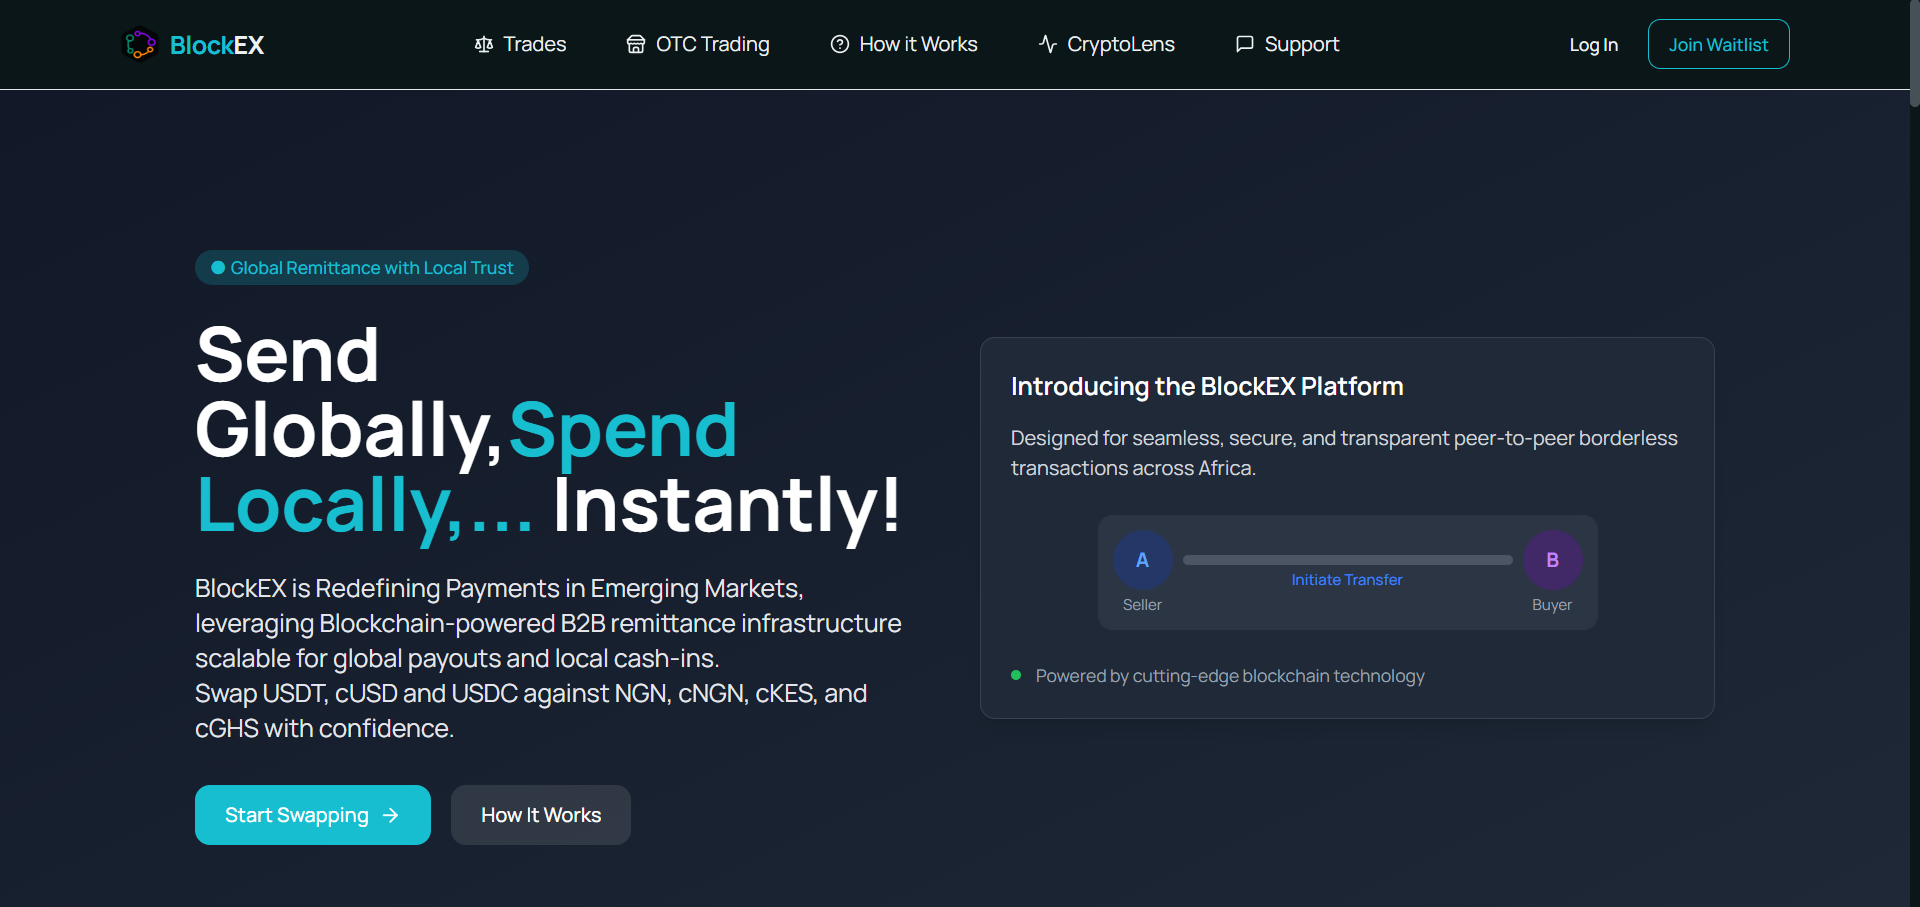 BlockEX
Trades
OTC Trading
How it Works
CryptoLens
Support
Log In
Join Waitlist
Global Remittance with Local Trust
Send
Globally,Spend
Locally,... Instantly!
BlockEX is Redefining Payments in Emerging Markets,
leveraging Blockchain-powered B2B remittance infrastructure
scalable for global payouts and local cash-ins.
Swap USDT, cUSD and USDC against NGN, cNGN, cKES, and
cGHS with confidence.
Start Swapping
How It Works
Introducing the BlockEX Platform
Designed for seamless, secure, and transparent peer-to-peer borderless
transactions across Africa.
A
B
Initiate Transfer
Seller
Buyer
Powered by cutting-edge blockchain technology